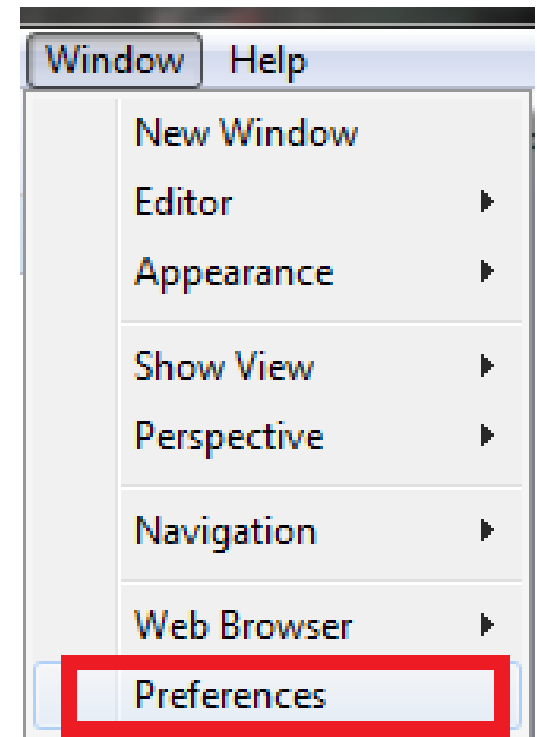 Window Help
New Window
Editor
Appearance
Show View
Perspective
Navigation
Web Browser
Preferences